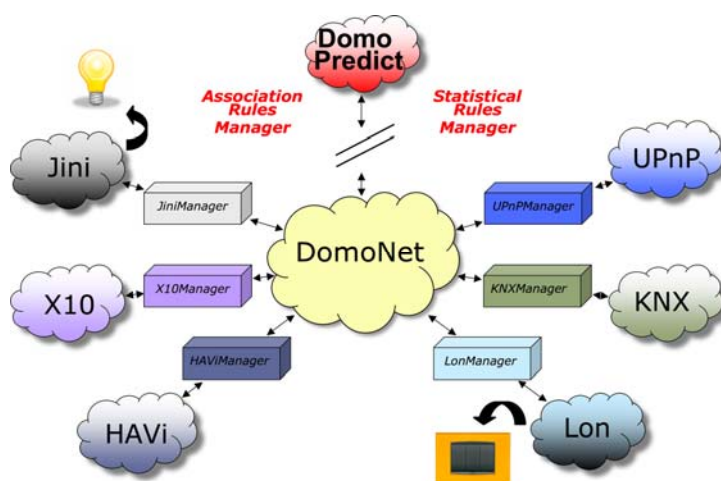 Domo
Predict
Association
Rules
Manager
Statistical
Rules
Manager
Jini
UPnP
JiniManager
UPnPManager
DomoNet
X10
X10Manager
KNXManager
KNX
HAViManager
LonManager
HAVi
Lon